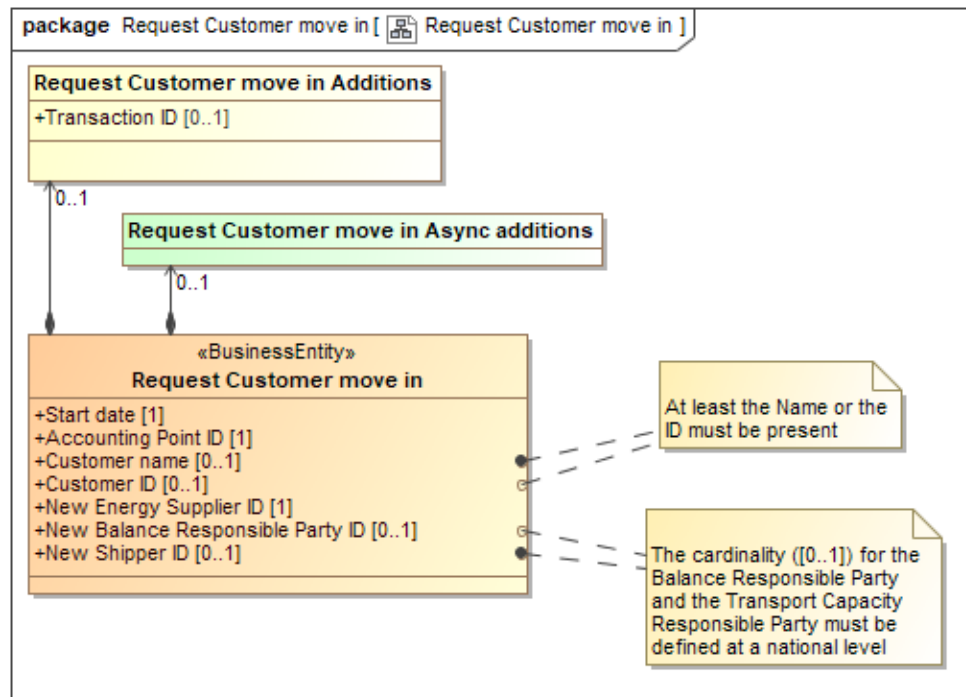 package Request Customer move in [ Request Customer move in ]
Request Customer move in Additions
+Transaction ID [0..1]
0..1
Request Customer move in Async additions
0..1
«BusinessEntity»
Request Customer move in
+Start date [1]
+Accounting Point ID [1]
+Customer name [0..1]
+Customer ID [0..1]
+New Energy Supplier ID [1]
+New Balance Responsible Party ID [0..1]
+New Shipper ID [0..1]
At least the Name or the
ID must be present
The cardinality ([0..1]) for the
Balance Responsible Party
and the Transport Capacity
Responsible Party must be
defined at a national level